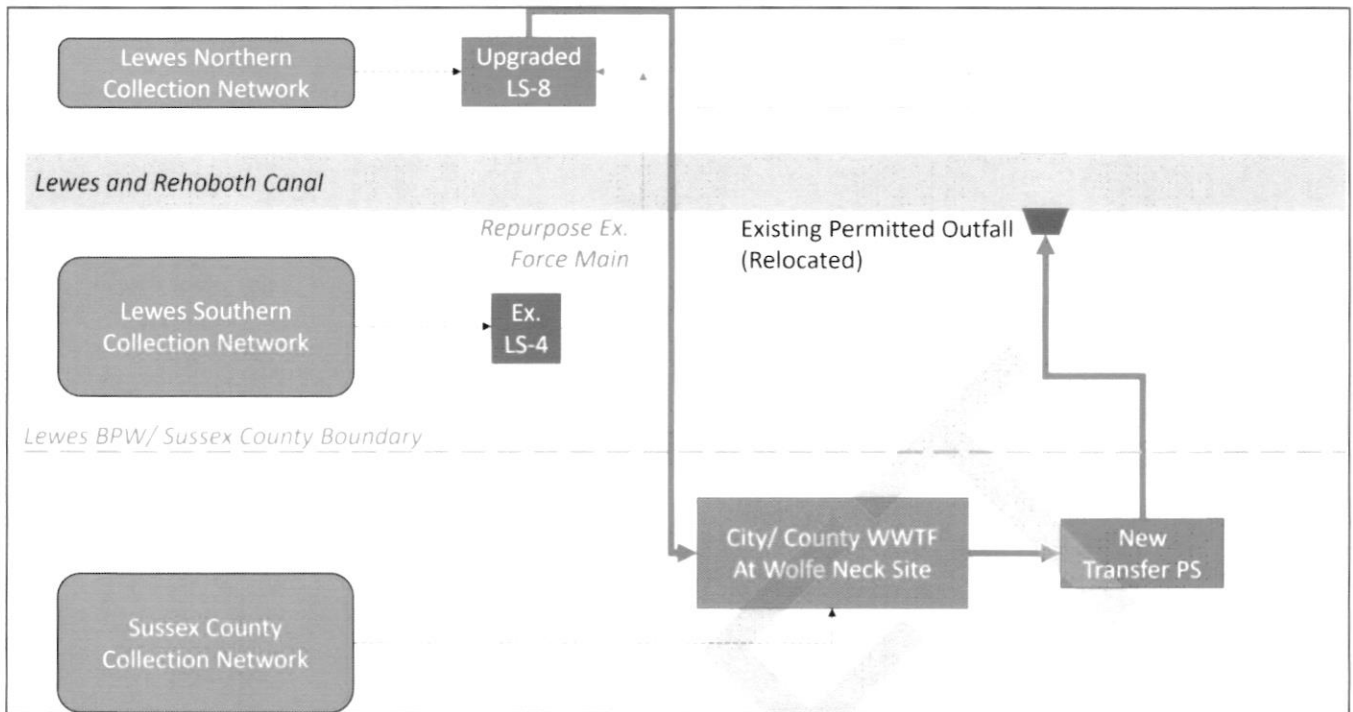 Lewes Northern
Collection Network
Upgraded
LS-8
Lewes and Rehoboth Canal
Repurpose Ex.
Force Main
Existing Permitted Outfall
(Relocated)
Lewes Southern
Collection Network
Ex.
LS-4
Lewes BPW/ Sussex County Boundary
City/ County WWTF
At Wolfe Neck Site
New
Transfer PS
Sussex County
Collection Network